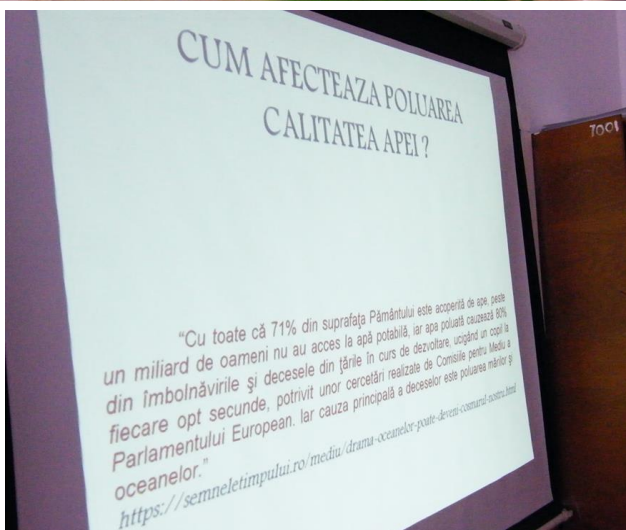 CUM AFECTEAZA POLUAREA
CALITATEA APEI ?
7001
“Cu toate că 71% din suprafaţa Pământului este acoperită de ape, peste
un miliard de oameni nu au acces la apă potabilă, iar apa poluată cauzează 80%
din îmbolnăvirile şi decesele din ţările în curs de dezvoltare, ucigând un copil la
fiecare opt secunde, potrivit unor cercetări realizate de Comisiile pentru Mediu a
Parlamentului European. Iar cauza principală a deceselor este poluarea mărilor şi
oceanelor.”
https://semneletimpului.ro/mediu/drama-oceanelor-poate-deveni-cosmarul-nostru.html